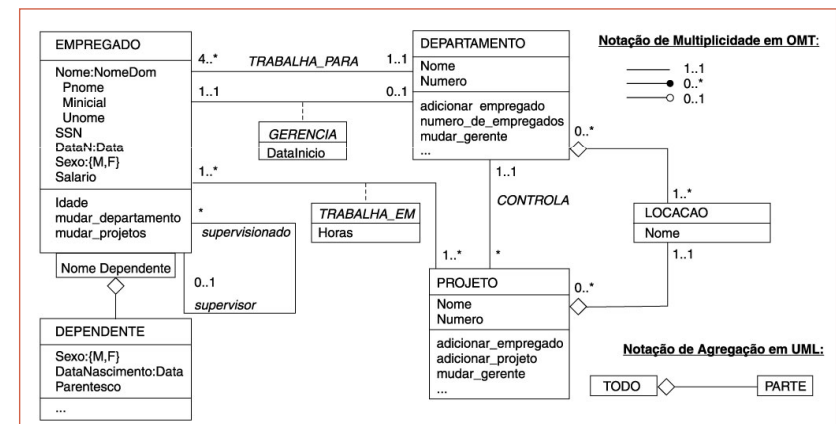 EMPREGADO
Nome:NomeDom
Pnome
Minicial
Unome
SSN
DataN:Data
Sexo:{M,F}
Salario
Idade
mudar_departamento
mudar_projetos
Nome Dependente
DEPENDENTE
Sexo:{M,F}
DataNascimento:Data
Parentesco
...
4..* TRABALHA_PARA 1..1
1..1 0..1
GERENCIA
DataInicio
1..*
TRABALHA_EM
Horas
*
supervisionado
0..1
supervisor
1..*
DEPARTAMENTO
Nome
Numero
adicionar empregado
numero_de_empregados
mudar_gerente
...
0..*
1..1
CONTROLA
*
PROJETO
Nome
Numero
adicionar_empregado
adicionar_projeto
mudar_gerente
...
0..*
1..*
LOCACAO
Nome
1..1
Notação de Multiplicidade em OMT:
1..1
0..*
0..1
Notação de Agregação em UML:
TODO PARTE